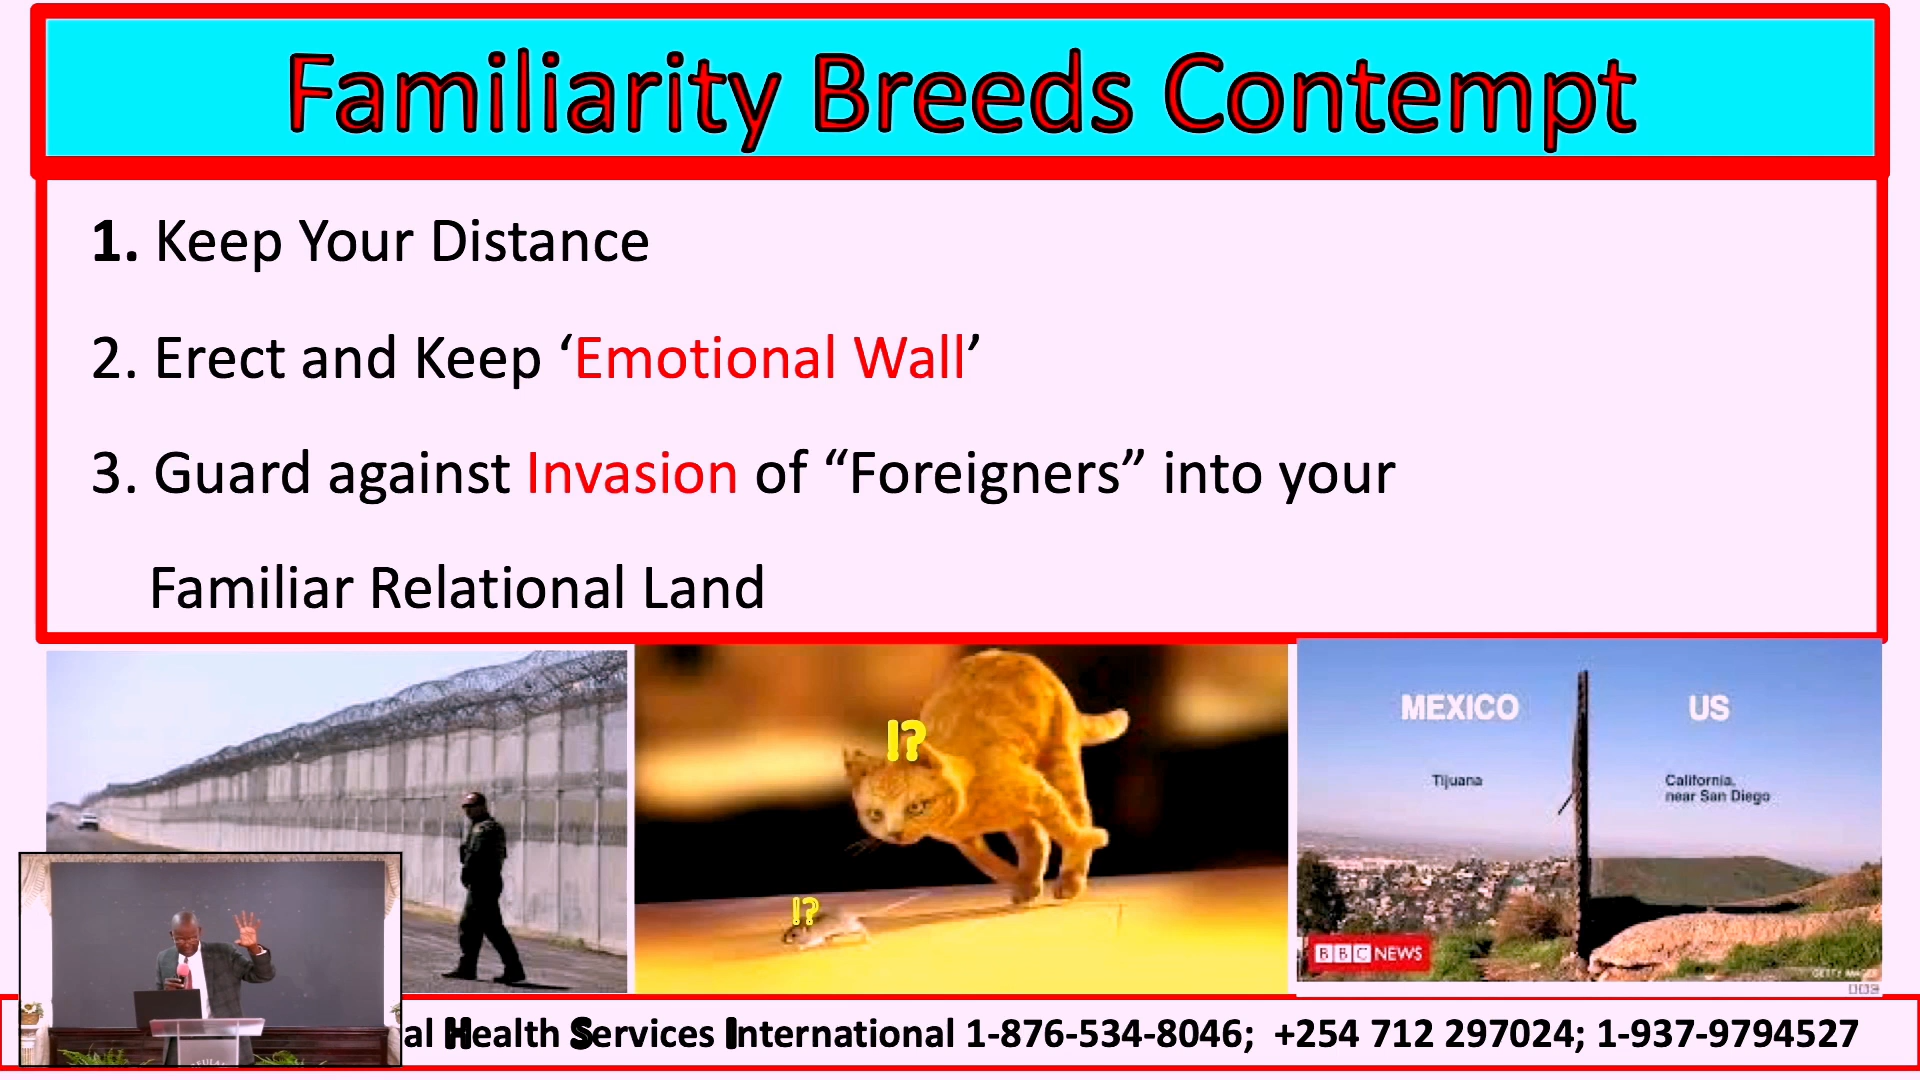 Familiarity Breeds Contempt
1. Keep Your Distance
2. Erect and Keep ‘Emotional Wall’
3. Guard against Invasion of “Foreigners” into your
Familiar Relational Land
!?
!?
MEXICO
US
Tijuana
California,
near San Diego
BBC NEWS
GETTY IMAGES
al Health Services International 1-876-534-8046; +254 712 297024; 1-937-9794527